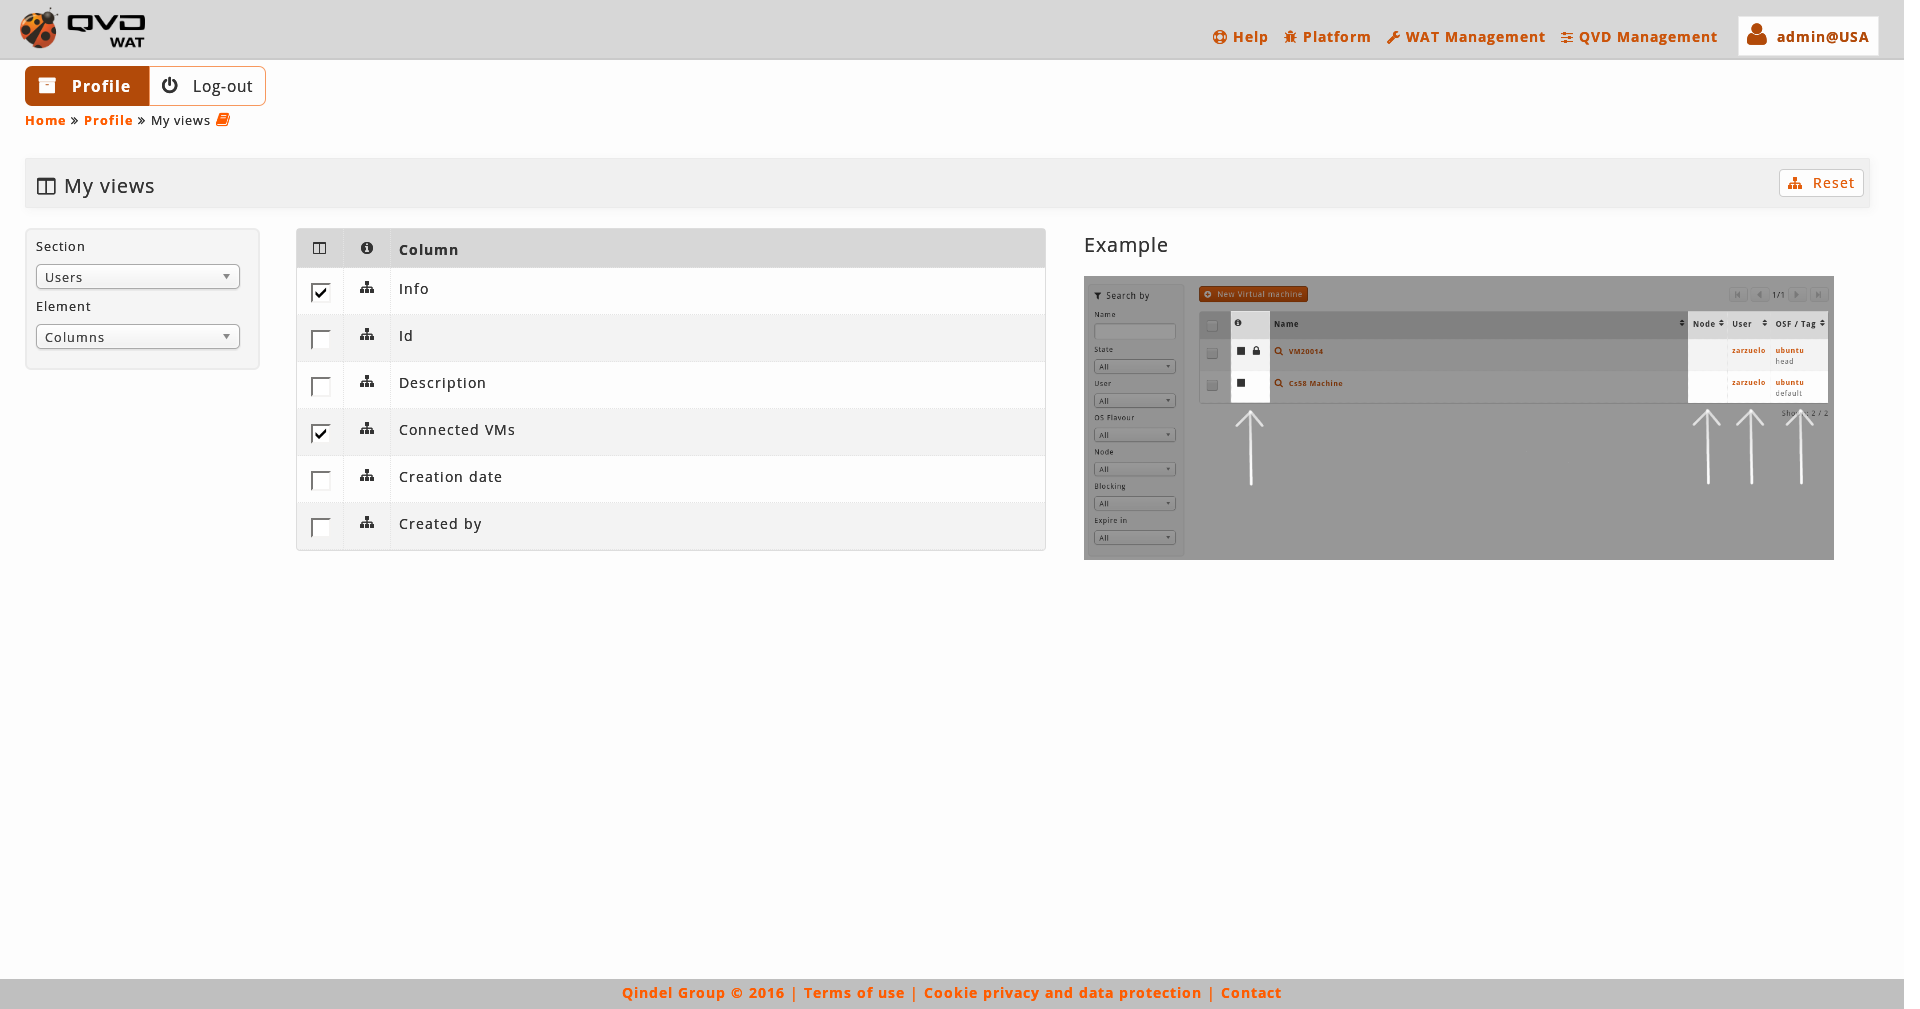 QVD
WAT
Help Platform WAT Management QVD Management admin@USA
Profile Log-out
Home » Profile » My views
My views
Reset
Section
Users
Element
Columns
Column
Info
Id
Description
Connected VMs
Creation date
Created by
Example
Search by
Name
State
All
User
All
OS Flavour
All
Node
All
Blocking
All
Expire in
All
New Virtual machine
1/1
Name Node User OSF / Tag
VM20014 zarzuelo ubuntu
head
Cs58 Machine zarzuelo ubuntu
default
2 / 2
Qindel Group © 2016 | Terms of use | Cookie privacy and data protection | Contact